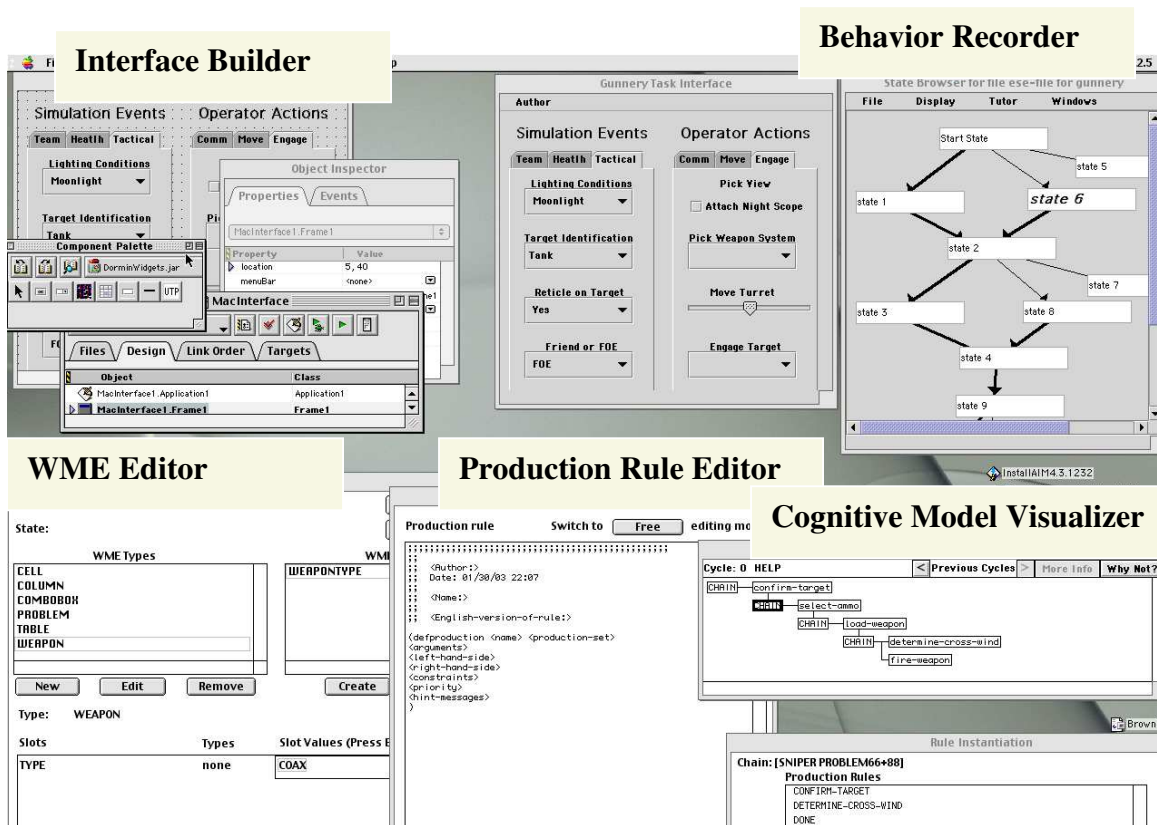 Interface Builder
Behavior Recorder
2.5
Simulation Events
Operator Actions
Team Heatlh Tactical
Comm Move Engage
Lighting Conditions
Moonlight
Target Identification
Tank
Object Inspector
Properties
Events
MacInterface1.Frame1
Property
Value
location
5,40
menuBar
<none>
Component Palette
DorminWidgets.jar
UTP
MacInterface
Files
Design
Link Order
Targets
Object
Class
MacInterface1.Application1
Application1
MacInterface1.Frame1
Frame1
Gunnery Task Interface
Author
Simulation Events
Operator Actions
Team Heatlh Tactical
Comm Move Engage
Lighting Conditions
Pick View
Moonlight
Attach Night Scope
Target Identification
Pick Weapon System
Tank
Reticle on Target
Move Turret
Yes
Friend or FOE
Engage Target
FOE
State Browser for file ese-file for gunnery
File Display Tutor Windows
Start State
state 5
state 1
state 6
state 2
state 7
state 3
state 8
state 4
state 9
InstallAIM4.3.1232
WME Editor
Production Rule Editor
Cognitive Model Visualizer
State:
WME Types
WME
CELL
COLUMN
COMBOBOX
PROBLEM
TABLE
WEAPON
WEAPONTYPE
New
Edit
Remove
Create
Type: WEAPON
Slots
Types
Slot Values (Press E
TYPE
none
COAX
Production rule
Switch to
Free
editing mo
;; <Author:>
;; Date: 01/30/03 22:07
;; <Name:>
;; <English-version-of-rule:>
(defproduction <name> <production-set>
<arguments>
<left-hand-side>
<right-hand-side>
<constraints>
<priority>
<hint-messages>
)
Cycle: 0 HELP
< Previous Cycles >
More Info
Why Not?
CHAIN confirm-target
CHAIN select-ammo
CHAIN load-weapon
CHAIN determine-cross-wind
fire-weapon
Brown
Rule Instantiation
Chain: [SNIPER PROBLEM66+88]
Production Rules
CONFIRM-TARGET
DETERMINE-CROSS-WIND
DONE